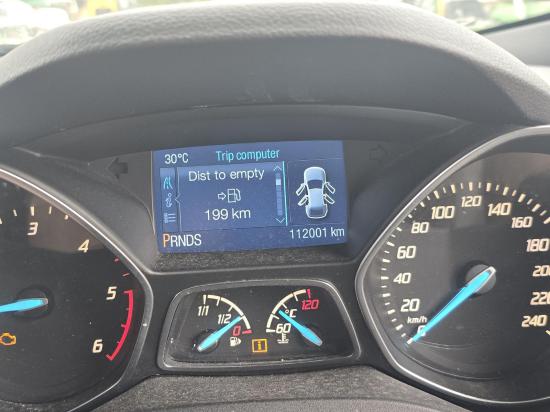 30°C Trip computer
Dist to empty
199 km
PRNDS 112001 km
3 4 5 6
1/1 1/2 0
°C 60 120
0 20 40 60 80 100 120 140 160 180 200 220 240 260
km/h